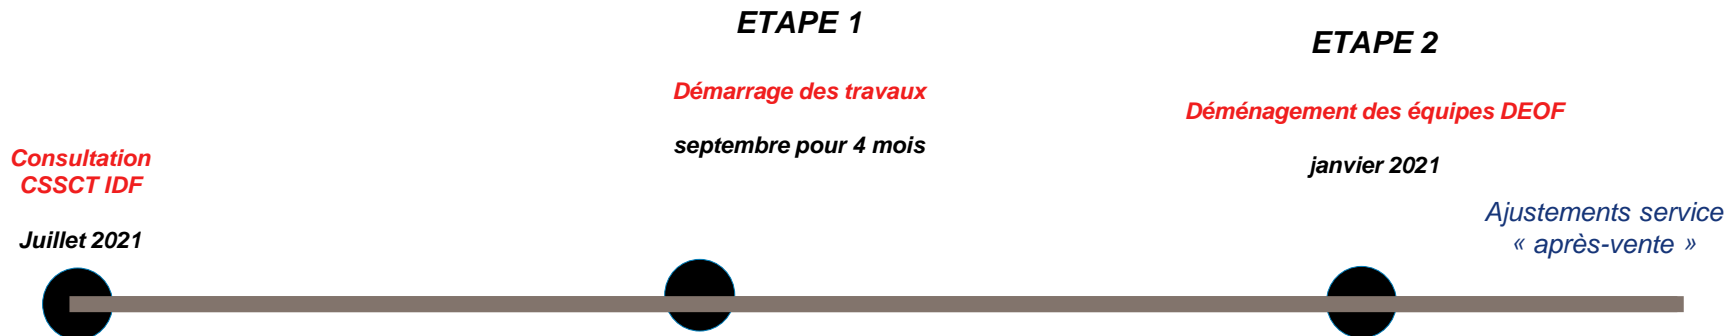 Consultation
CSSCT IDF
Juillet 2021
ETAPE 1
Démarrage des travaux
septembre pour 4 mois
ETAPE 2
Déménagement des équipes DEOF
janvier 2021
Ajustements service
« après-vente »